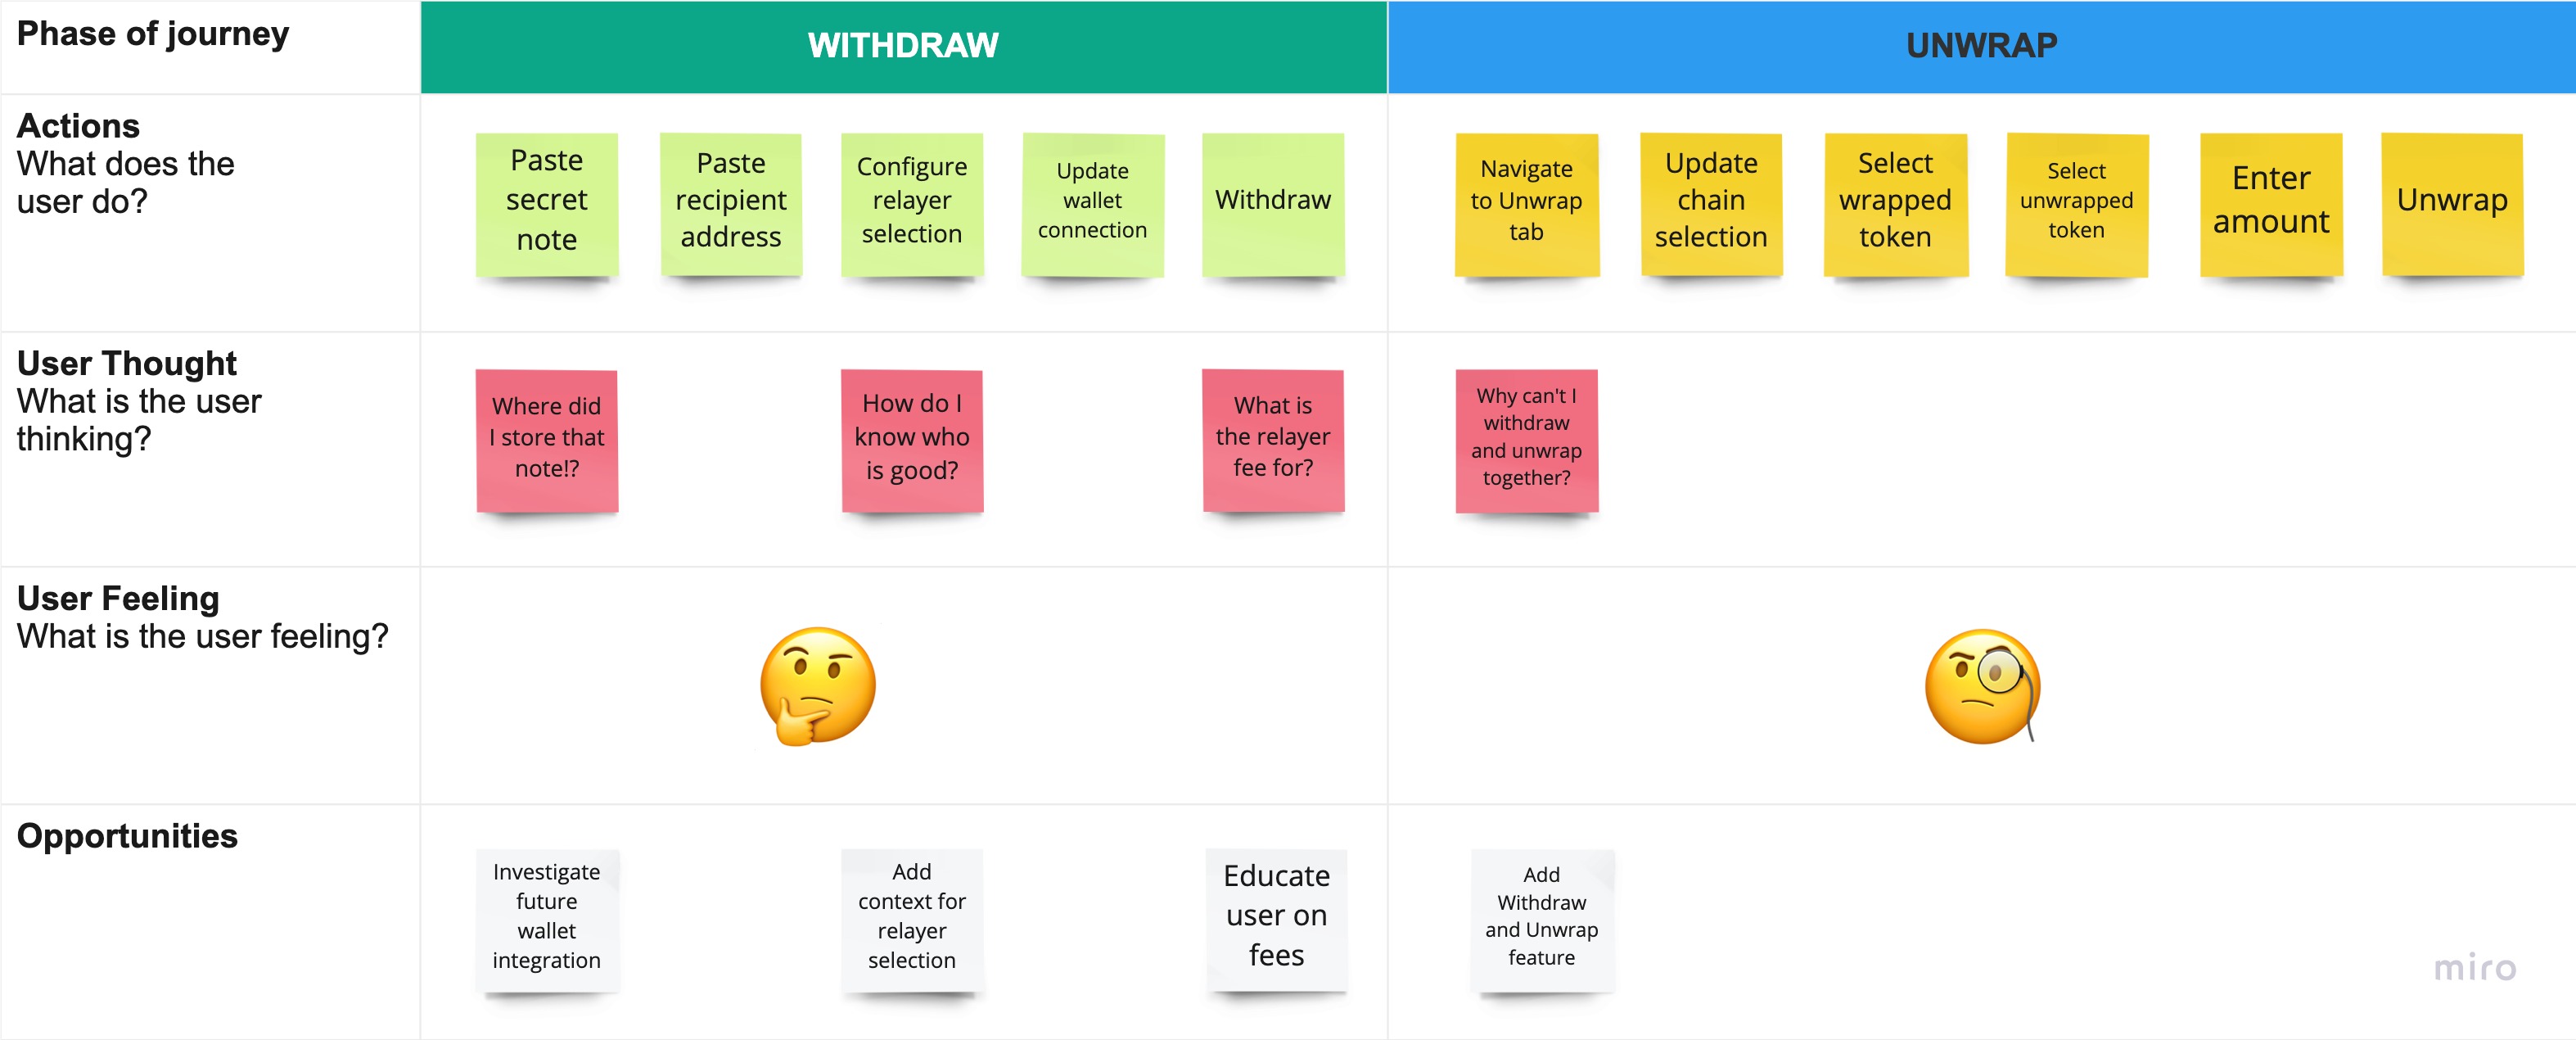 Phase of journey
WITHDRAW
UNWRAP
Actions
What does the
user do?
Paste
secret
note
Paste
recipient
address
Configure
relayer
selection
Update
wallet
connection
Withdraw
Navigate
to Unwrap
tab
Update
chain
selection
Select
wrapped
token
Select
unwrapped
token
Enter
amount
Unwrap
User Thought
What is the user
thinking?
Where did
I store that
note!?
How do I
know who
is good?
What is
the relayer
fee for?
Why can't I
withdraw
and unwrap
together?
User Feeling
What is the user feeling?
Opportunities
Investigate
future
wallet
integration
Add
context for
relayer
selection
Educate
user on
fees
Add
Withdraw
and Unwrap
feature
miro